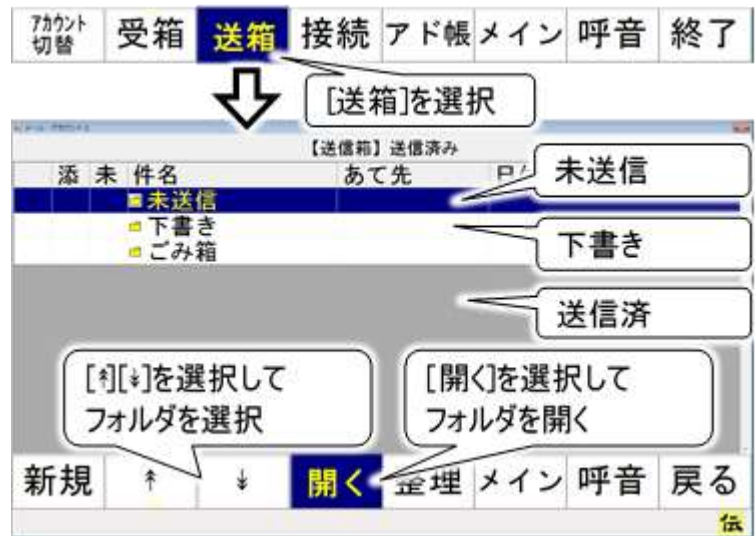 アカウント
切替 受箱 送箱 接続 アド帳 メイン 呼音 終了
[送箱]を選択
【送信箱】送信済み
添 未 件名 あて先
未送信
未送信
下書き
下書き
ごみ箱
送信済
[↟][↡]を選択して
フォルダを選択
[開く]を選択して
フォルダを開く
新規 ↟ ↡ 開く 整理 メイン 呼音 戻る
伝